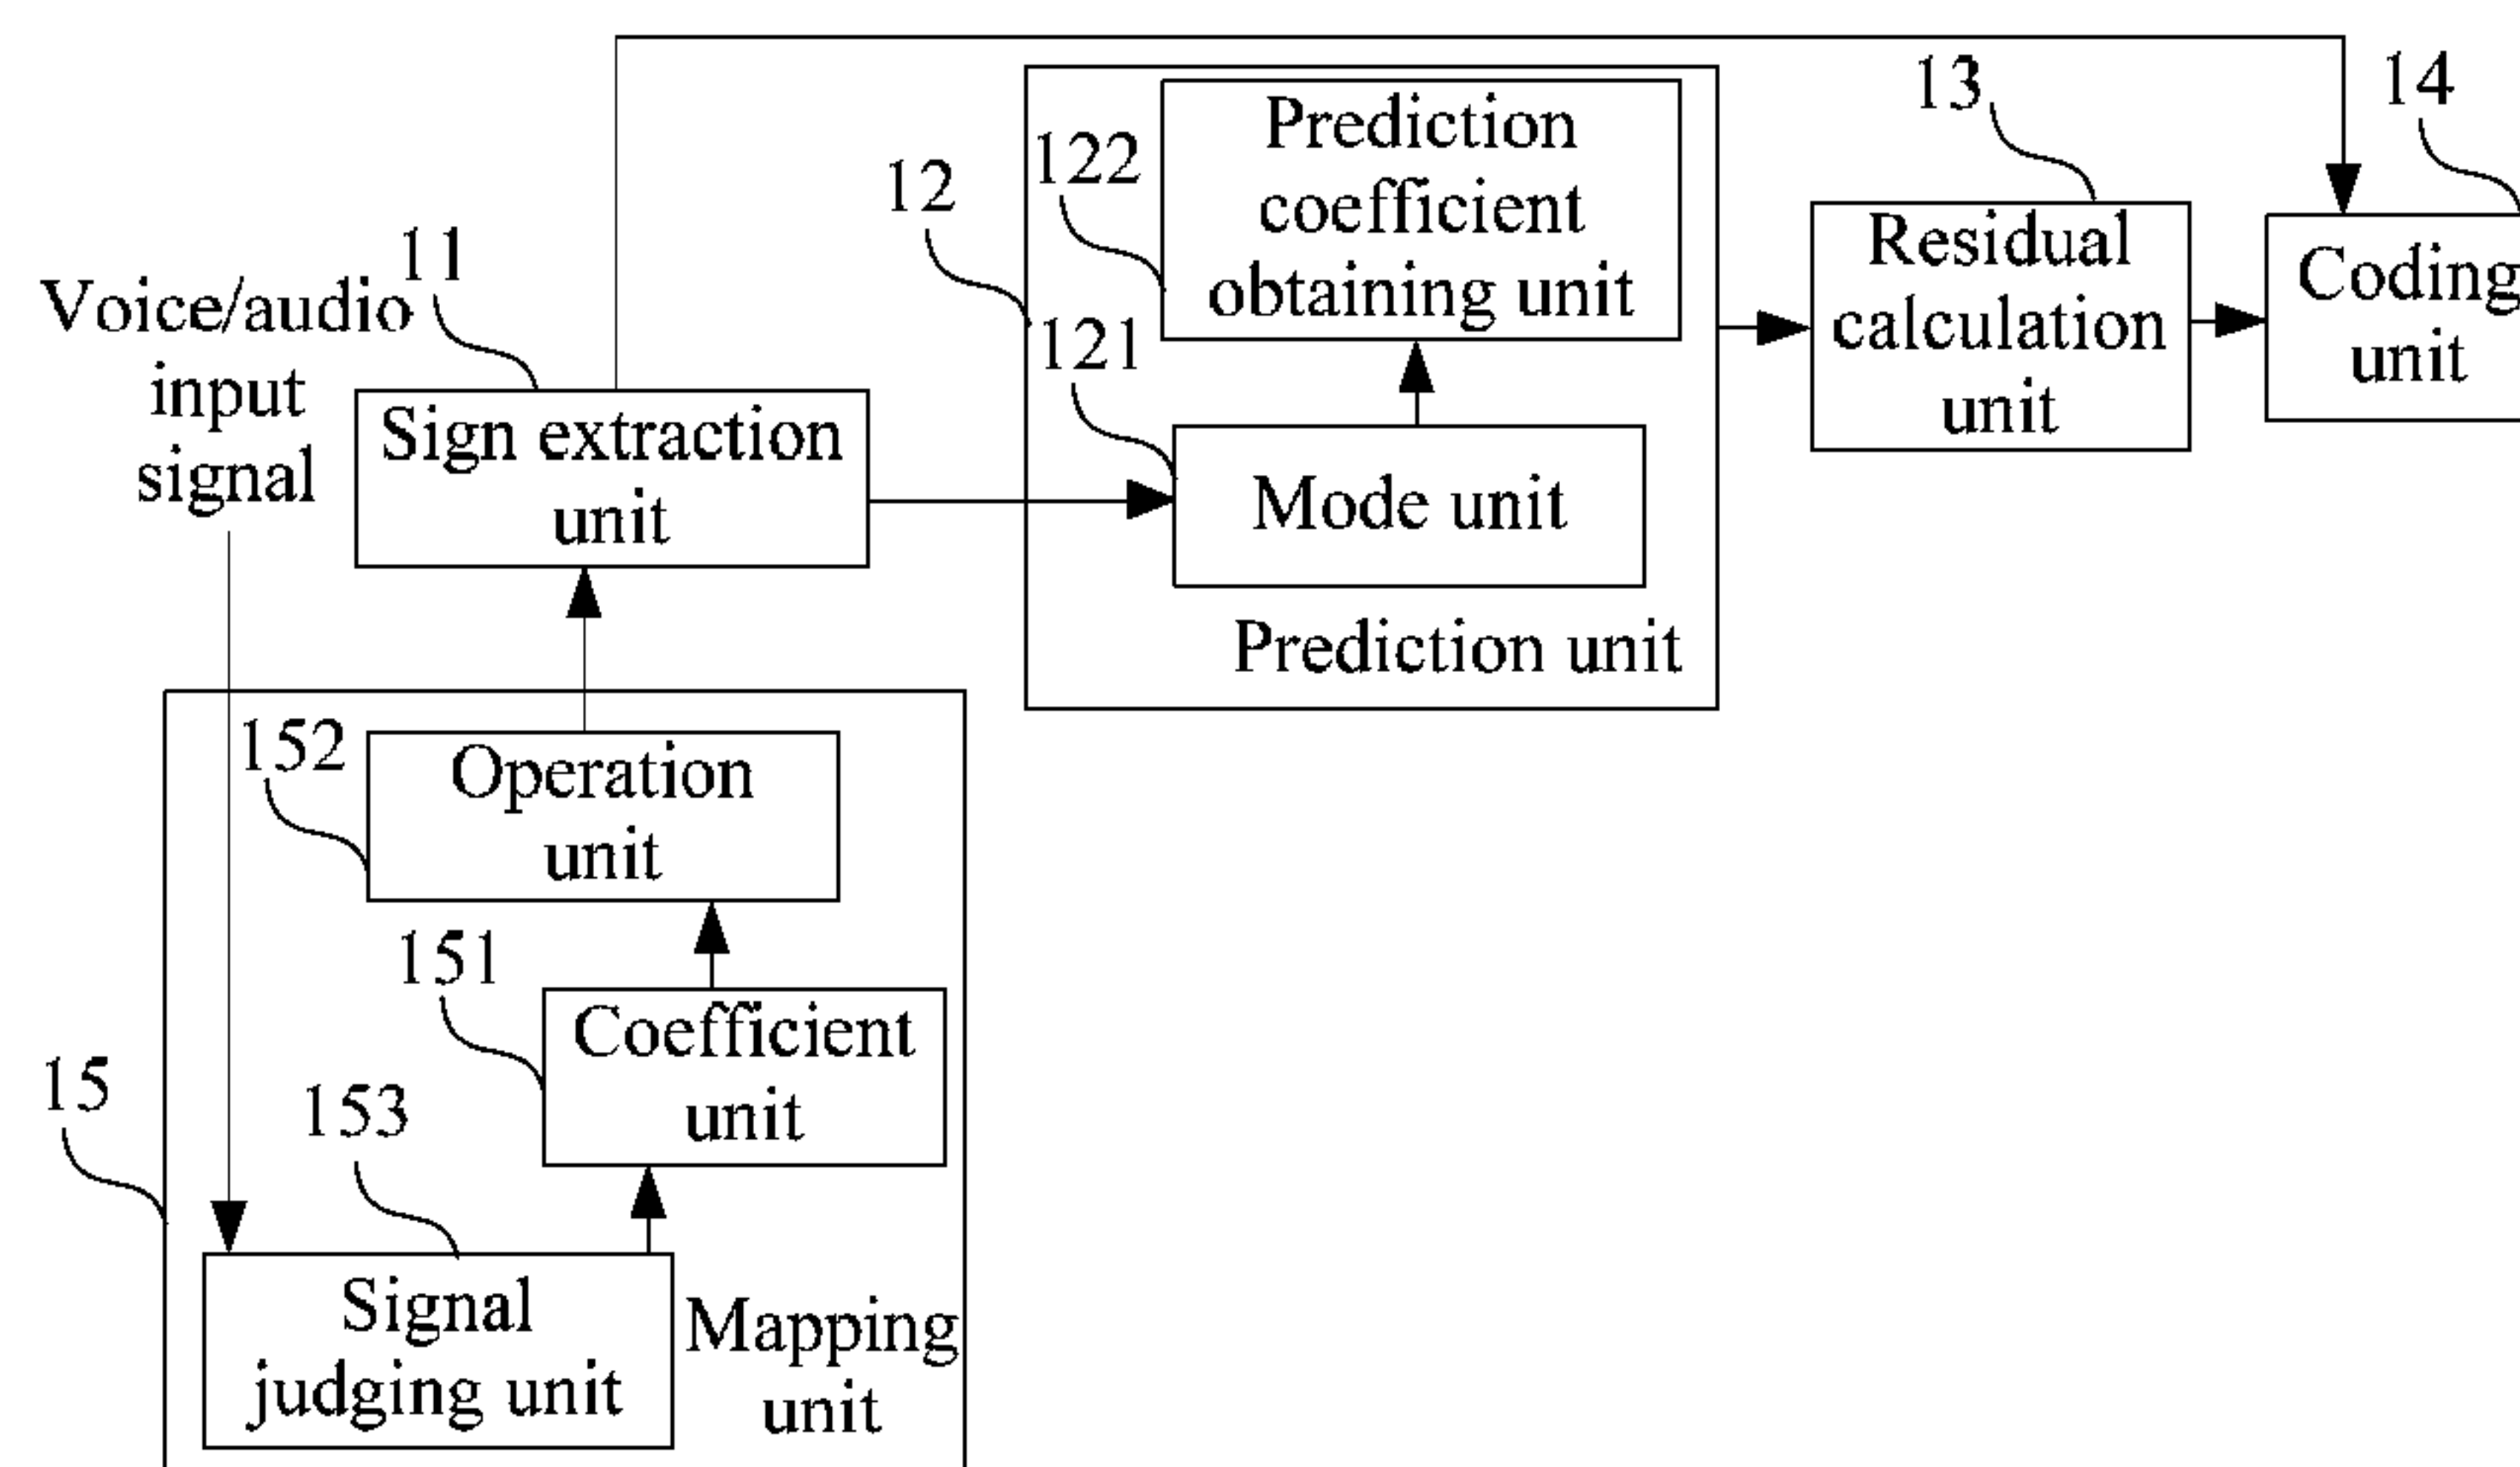 13
14
Prediction
coefficient
obtaining unit
122
12
11
Voice/audio
input
signal
Residual
calculation
unit
Coding
unit
121
Sign extraction
unit
Mode unit
Prediction unit
152
Operation
unit
151
Coefficient
unit
15
153
Signal
judging unit
Mapping
unit